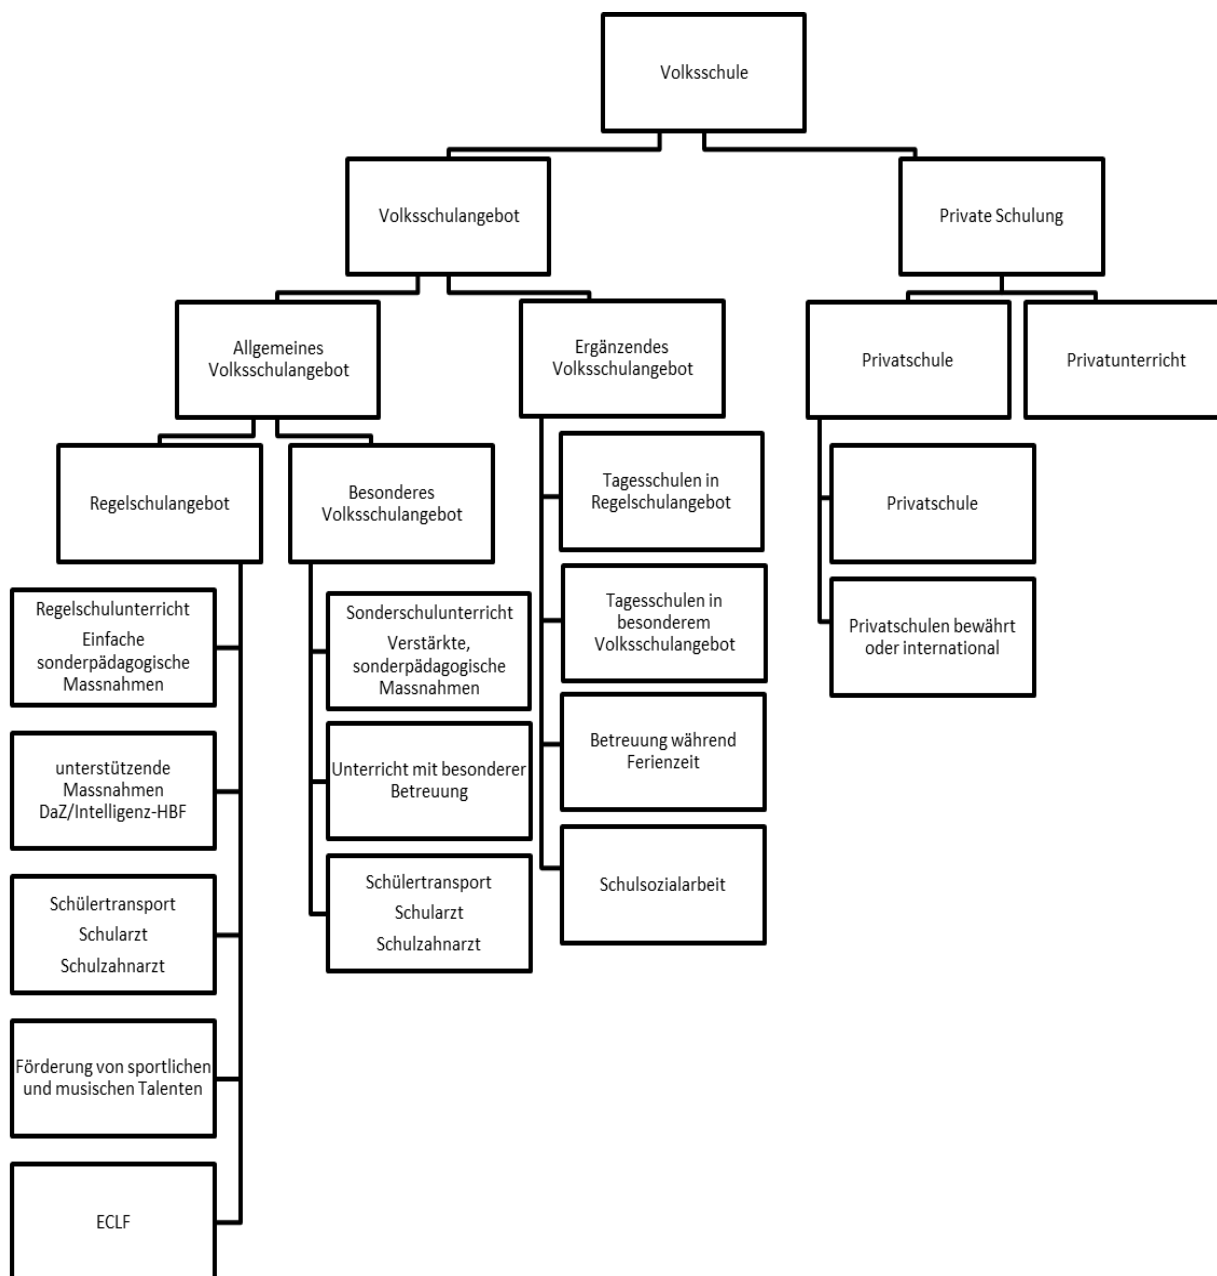 Volksschule
Volksschulangebot
Private Schulung
Allgemeines
Volksschulangebot
Ergänzendes
Volksschulangebot
Privatschule
Privatunterricht
Regelschulangebot
Besonderes
Volksschulangebot
Tagesschulen in
Regelschulangebot
Privatschule
Regelschulunterricht
Einfache
sonderpädagogische
Massnahmen
Sonderschulunterricht
Verstärkte,
sonderpädagogische
Massnahmen
Tagesschulen in
besonderem
Volksschulangebot
Privatschulen bewährt
oder international
unterstützende
Massnahmen
DaZ/Intelligenz-HBF
Unterricht mit besonderer
Betreuung
Betreuung während
Ferienzeit
Schülertransport
Schularzt
Schulzahnarzt
Schülertransport
Schularzt
Schulzahnarzt
Schulsozialarbeit
Förderung von sportlichen
und musischen Talenten
ECLF